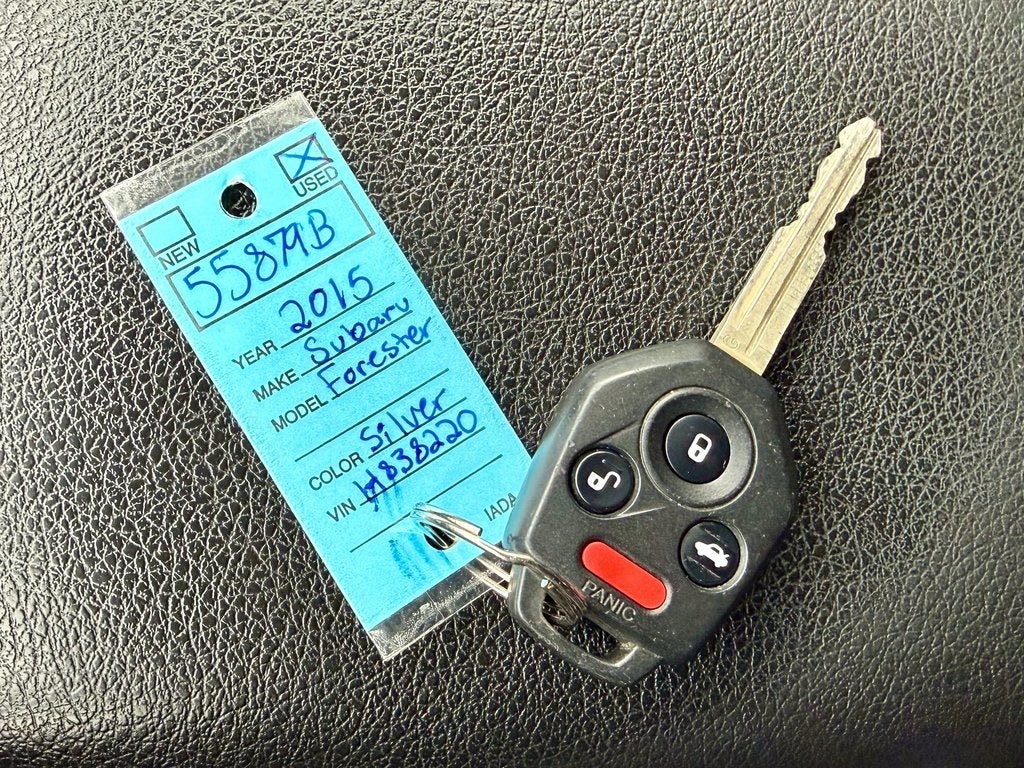 USED
NEW
55879B
YEAR 2015
MAKE Subaru
MODEL Forester
COLOR Silver
VIN H838220
IADA
PANIC